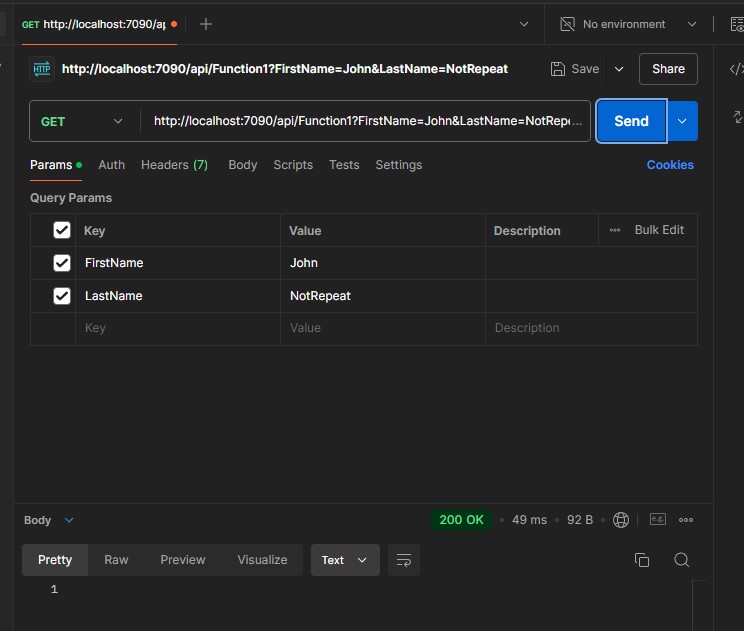 GET http://localhost:7090/a
No environment
HTTP http://localhost:7090/api/Function1?FirstName=John&LastName=NotRepeat
Save
Share
GET
http://localhost:7090/api/Function1?FirstName=John&LastName=NotRep...
Send
Params
Auth
Headers (7)
Body
Scripts
Tests
Settings
Cookies
Query Params
Key Value Description ••• Bulk Edit
FirstName John
LastName NotRepeat
Key Value Description
Body
200 OK • 49 ms • 92 B •
e.g.
Pretty Raw Preview Visualize Text
1